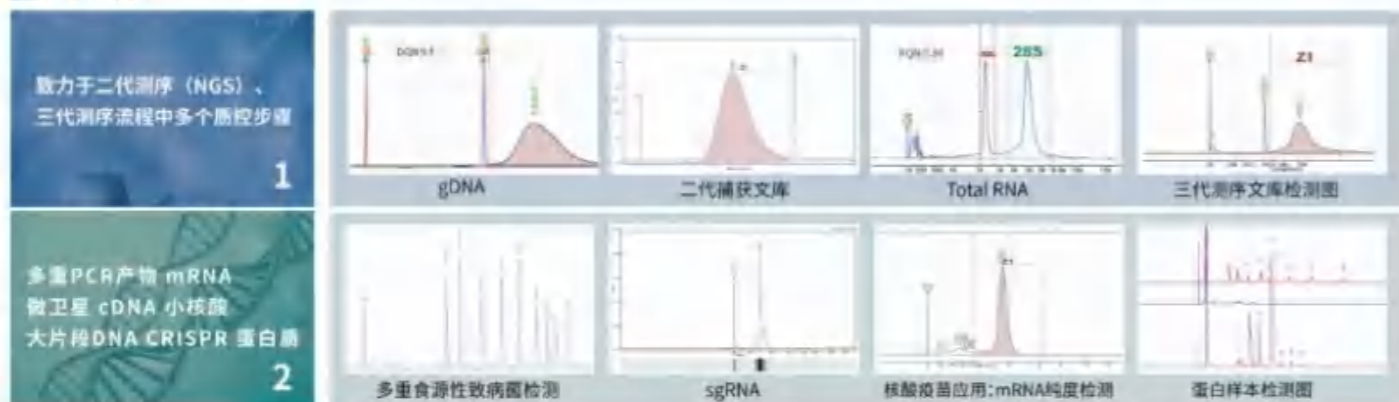 致力于二代测序（NGS）、
三代测序流程中多个质控步骤
1
28S
Z1
gDNA
二代捕获文库
Total RNA
三代测序文库检测图
多重PCR产物 mRNA
微卫星 cDNA 小核酸
大片段DNA CRISPR 蛋白质
2
多重食源性致病菌检测
sgRNA
核酸疫苗应用：mRNA纯度检测
蛋白样本检测图